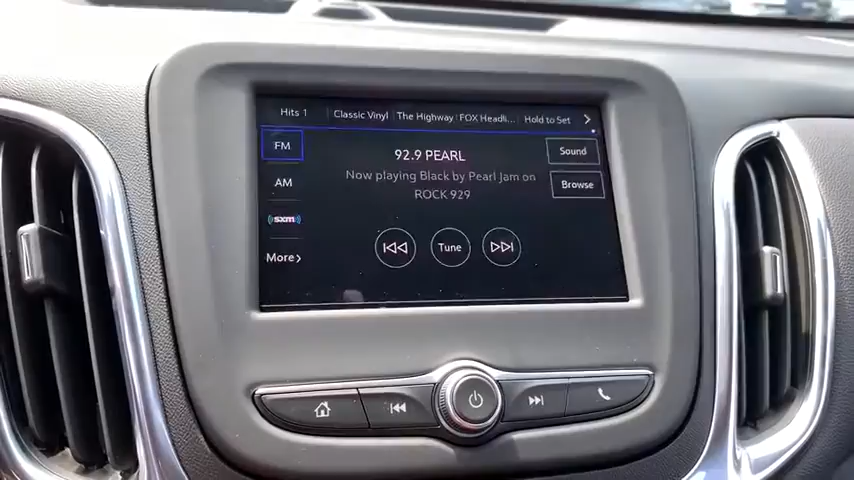 Hits 1 Classic Vinyl The Highway FOX Headli... Hold to Set
FM
92.9 PEARL
Sound
Now playing Black by Pearl Jam on
ROCK 929
AM
Browse
sxm
Tune
More